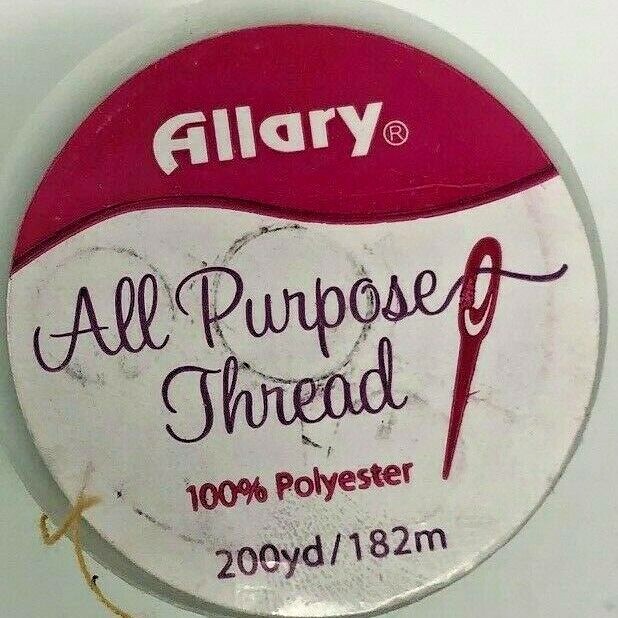 Allary®
All Purpose
Thread
100% Polyester
200yd/182m